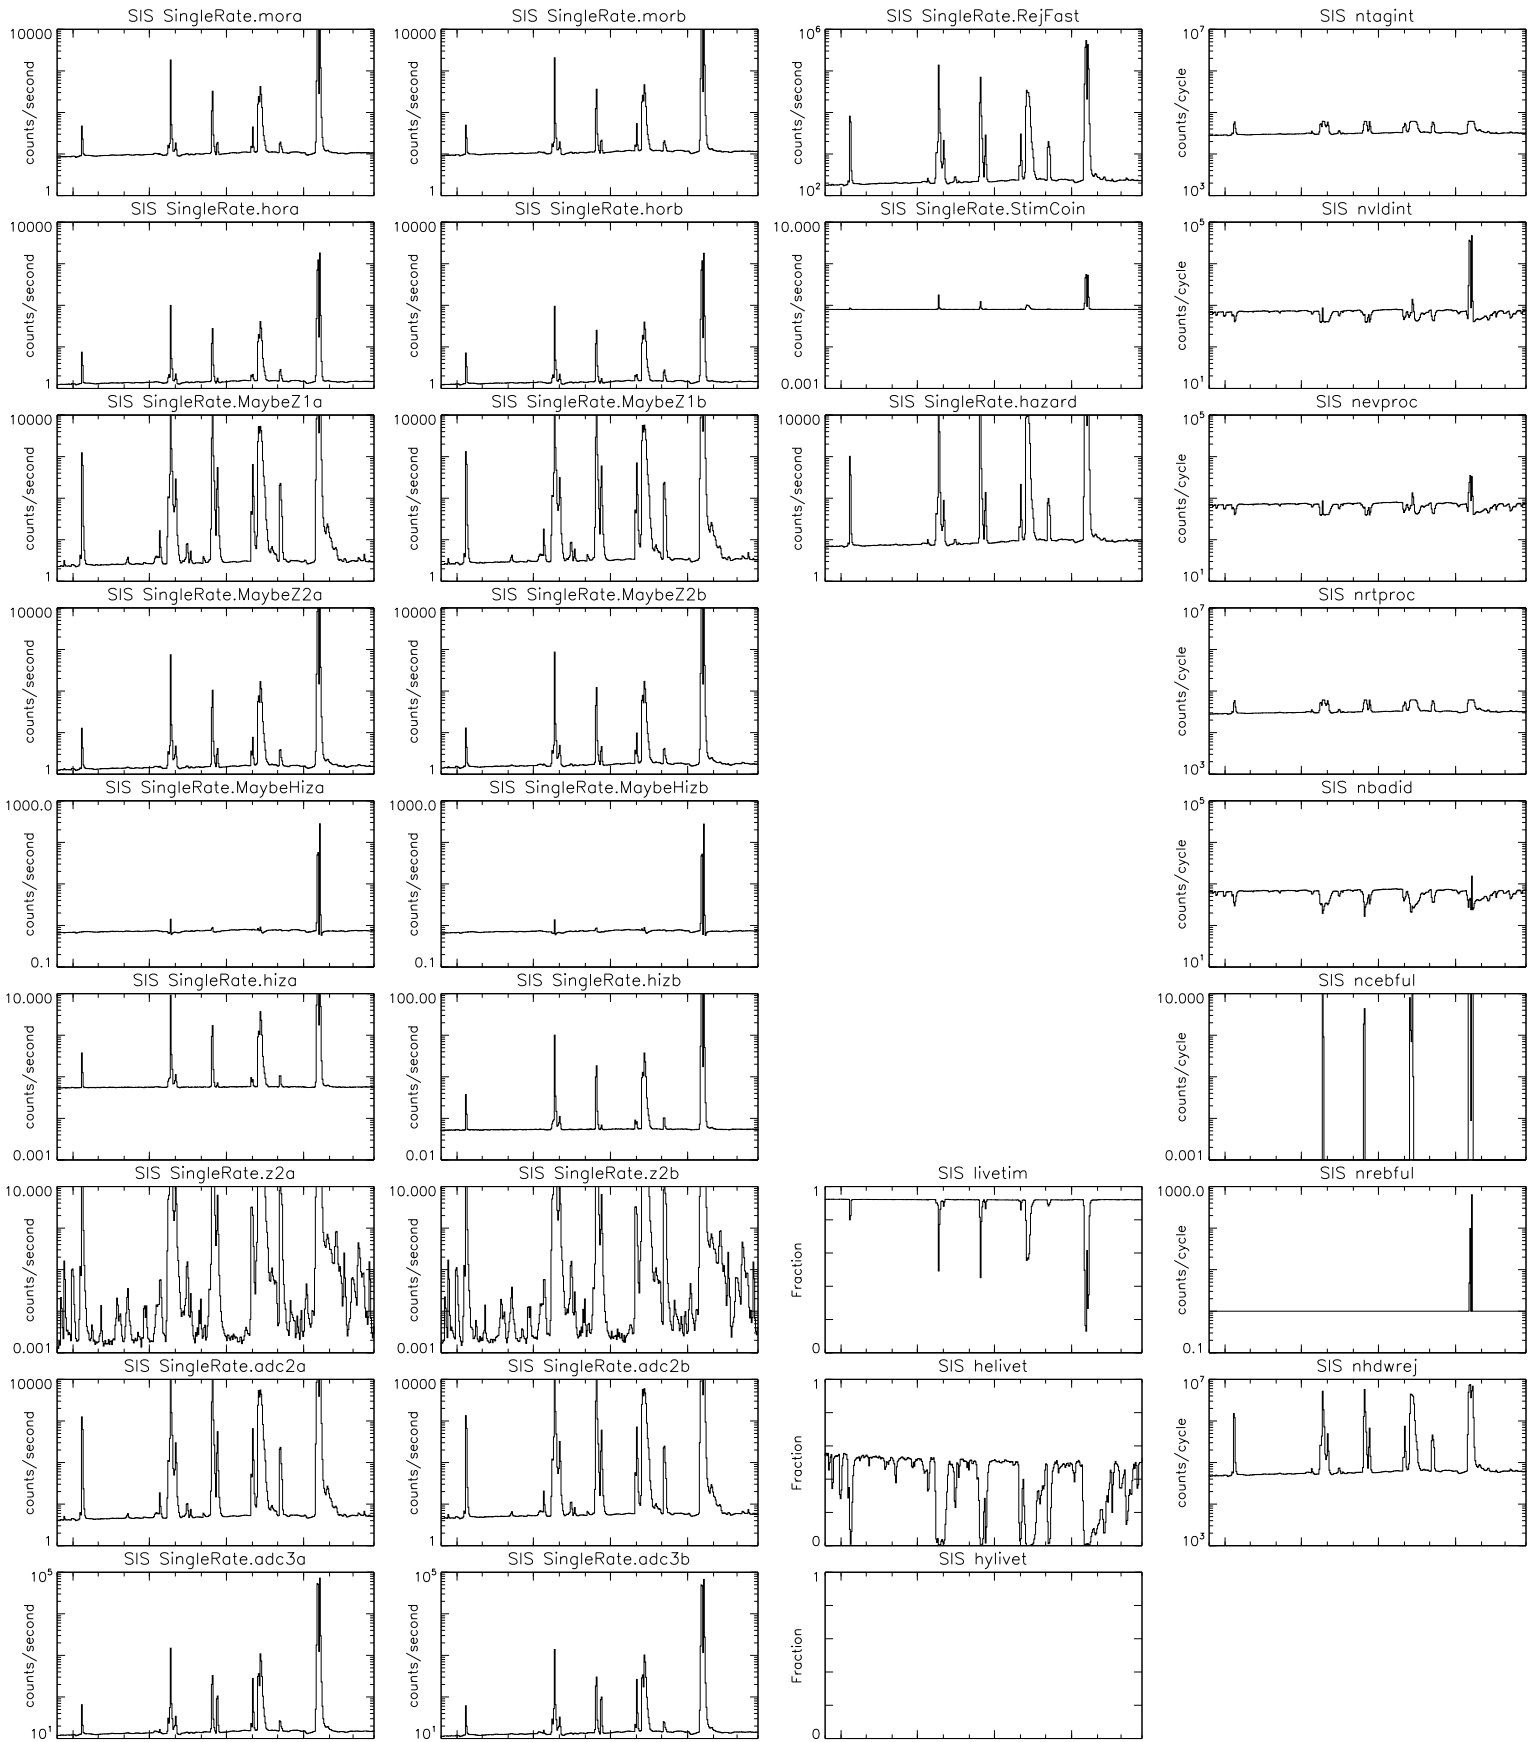 SIS SingleRate.mora
10000
counts/second
1
SIS SingleRate.morb
10000
counts/second
1
SIS SingleRate.RejFast
10^6
counts/second
10^2
SIS ntagint
10^7
counts/cycle
10^3
SIS SingleRate.hora
10000
counts/second
1
SIS SingleRate.horb
10000
counts/second
1
SIS SingleRate.StimCoin
10.000
counts/second
0.001
SIS nvldint
10^5
counts/cycle
10^1
SIS SingleRate.MaybeZ1a
10000
counts/second
1
SIS SingleRate.MaybeZ1b
10000
counts/second
1
SIS SingleRate.hazard
10000
counts/second
1
SIS nevproc
10^5
counts/cycle
10^1
SIS SingleRate.MaybeZ2a
10000
counts/second
1
SIS SingleRate.MaybeZ2b
10000
counts/second
1
SIS nrtproc
10^7
counts/cycle
10^3
SIS SingleRate.MaybeHiza
1000.0
counts/second
0.1
SIS SingleRate.MaybeHizb
1000.0
counts/second
0.1
SIS nbadid
10^5
counts/cycle
10^1
SIS SingleRate.hiza
10.000
counts/second
0.001
SIS SingleRate.hizb
100.00
counts/second
0.01
SIS ncebful
10.000
counts/cycle
0.001
SIS SingleRate.z2a
10.000
counts/second
0.001
SIS SingleRate.z2b
10.000
counts/second
0.001
SIS livetim
1
Fraction
0
SIS nrebful
1000.0
counts/cycle
0.1
SIS SingleRate.adc2a
10000
counts/second
1
SIS SingleRate.adc2b
10000
counts/second
1
SIS helivet
1
Fraction
0
SIS nhdwrej
10^7
counts/cycle
10^3
SIS SingleRate.adc3a
10^5
counts/second
10^1
SIS SingleRate.adc3b
10^5
counts/second
10^1
SIS hylivet
1
Fraction
0